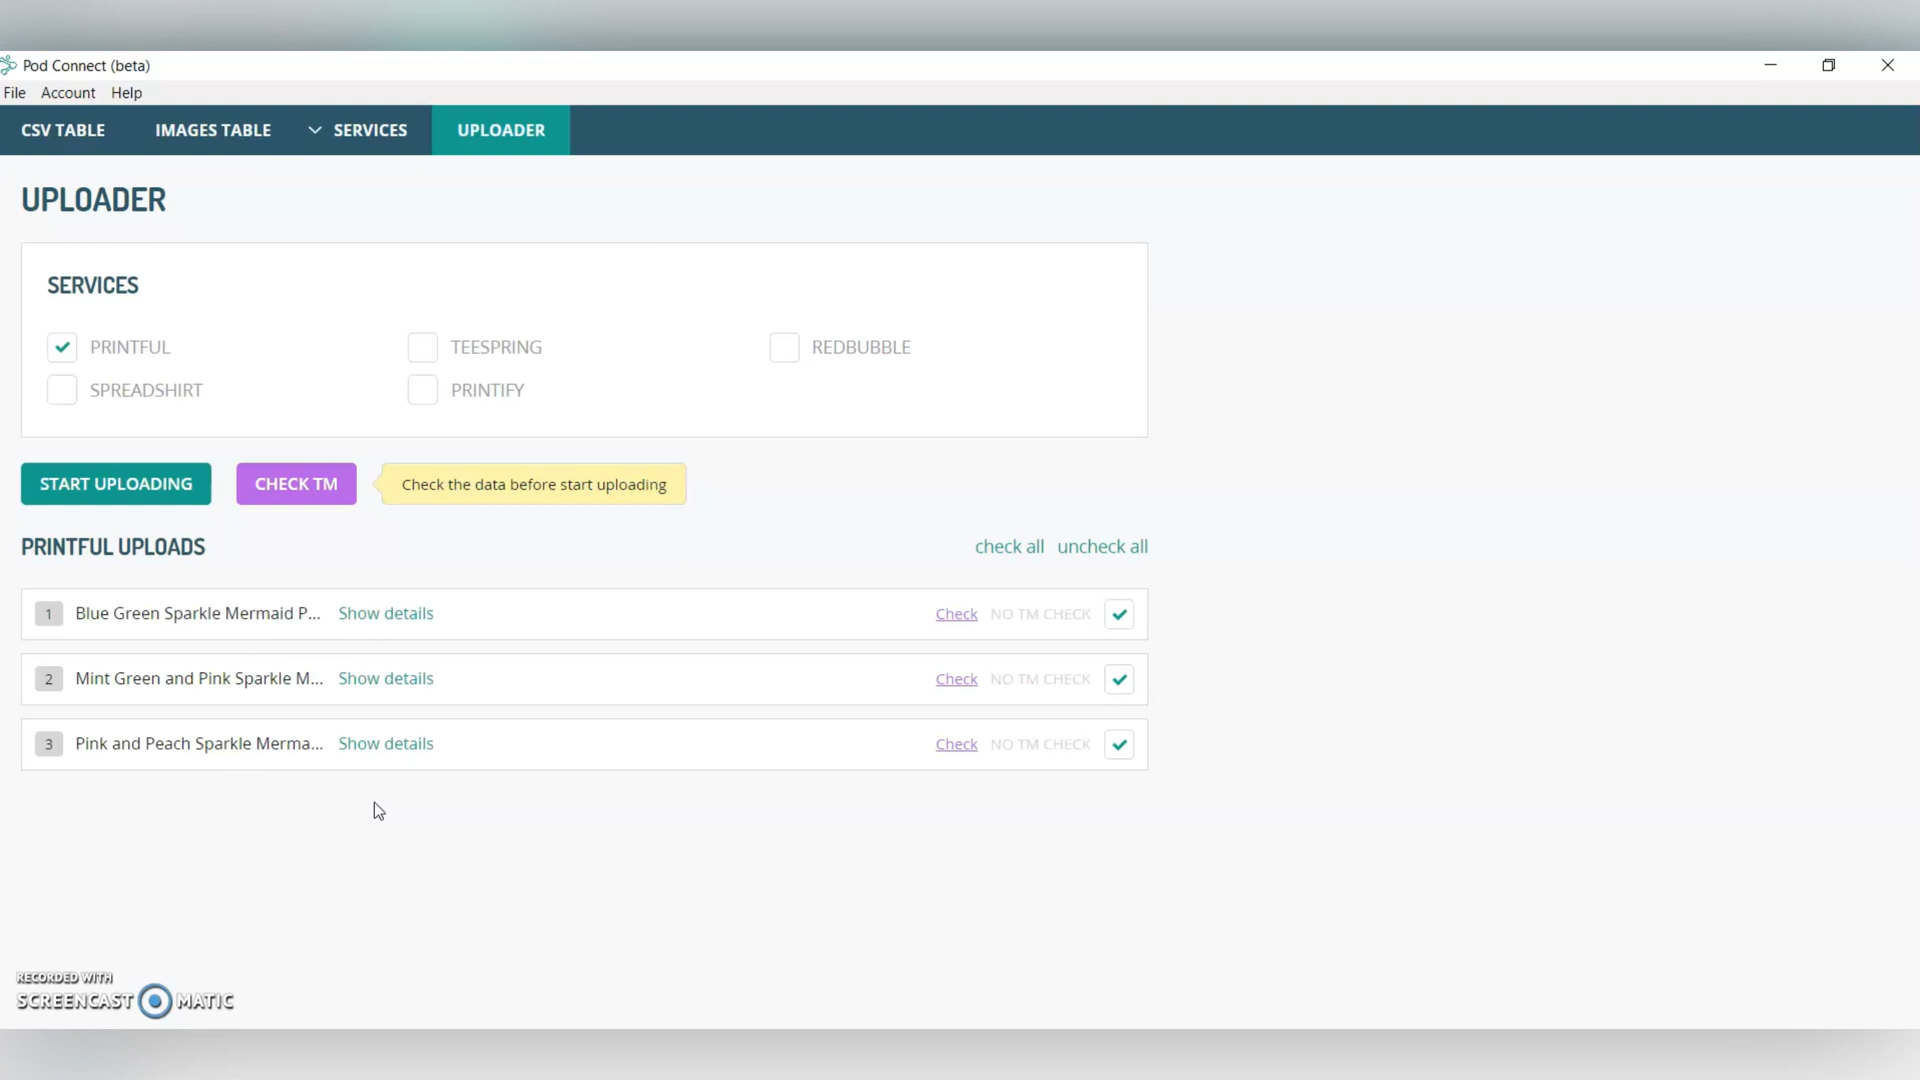 Pod Connect (beta)
File Account Help
CSV TABLE IMAGES TABLE SERVICES UPLOADER
UPLOADER
SERVICES
PRINTFUL TEESPRING REDBUBBLE
SPREADSHIRT PRINTIFY
START UPLOADING CHECK TM Check the data before start uploading
PRINTFUL UPLOADS check all uncheck all
1 Blue Green Sparkle Mermaid P... Show details Check NO TM CHECK
2 Mint Green and Pink Sparkle M... Show details Check NO TM CHECK
3 Pink and Peach Sparkle Merma... Show details Check NO TM CHECK
RECORDED WITH
SCREENCAST MATIC